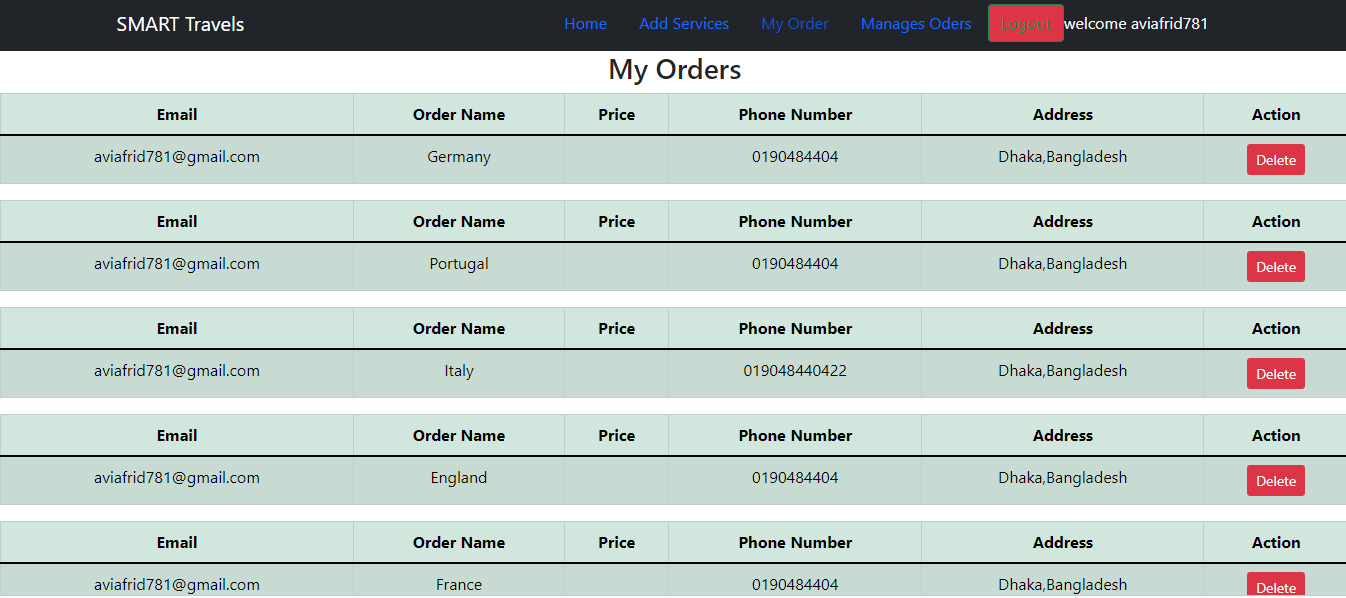 SMART Travels Home Add Services My Order Manages Oders Logout welcome aviafrid781
My Orders
Email Order Name Price Phone Number Address Action
aviafrid781@gmail.com Germany 0190484404 Dhaka,Bangladesh Delete
Email Order Name Price Phone Number Address Action
aviafrid781@gmail.com Portugal 0190484404 Dhaka,Bangladesh Delete
Email Order Name Price Phone Number Address Action
aviafrid781@gmail.com Italy 019048440422 Dhaka,Bangladesh Delete
Email Order Name Price Phone Number Address Action
aviafrid781@gmail.com England 0190484404 Dhaka,Bangladesh Delete
Email Order Name Price Phone Number Address Action
aviafrid781@gmail.com France 0190484404 Dhaka,Bangladesh Delete